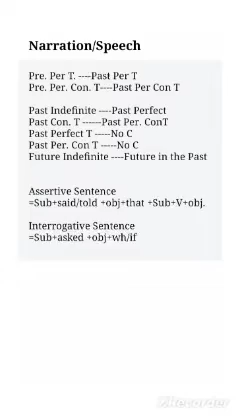 Narration/Speech
Pre. Per T. ----Past Per T
Pre. Per. Con. T----Past Per Con T
Past Indefinite ----Past Perfect
Past Con. T ------Past Per. ConT
Past Perfect T -----No C
Past Per. Con T -----No C
Future Indefinite ----Future in the Past
Assertive Sentence
=Sub+said/told +obj+that +Sub+V+obj.
Interrogative Sentence
=Sub+asked +obj+wh/if
Recorder